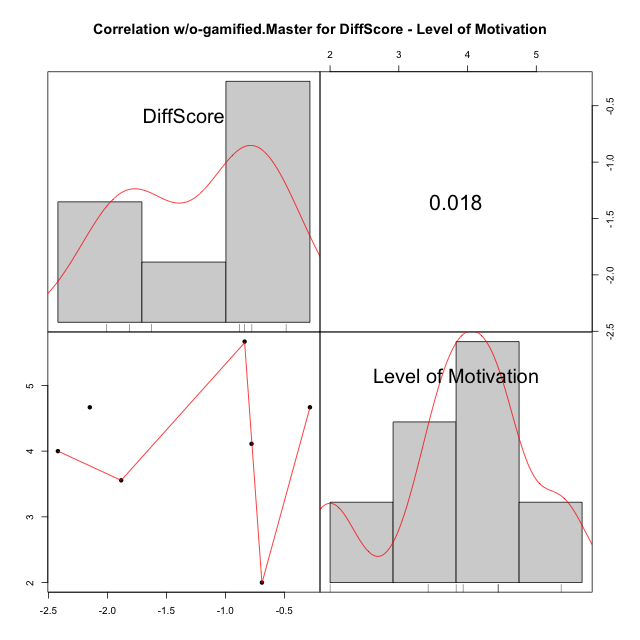 Correlation w/o-gamified.Master for DiffScore - Level of Motivation
2 3 4 5
DiffScore
0.018
-0.5
-1.0
-1.5
-2.0
-2.5
Level of Motivation
5
4
3
2
-2.5 -2.0 -1.5 -1.0 -0.5